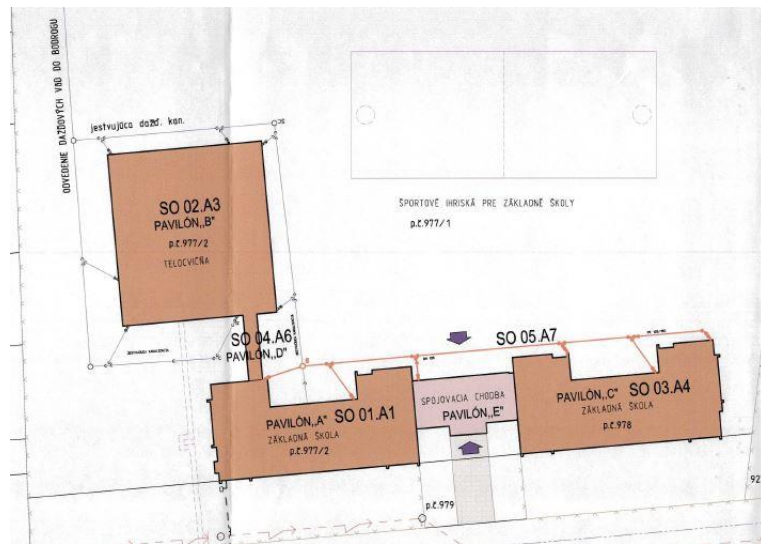 ODVEDENIE DAŽĎOVÝCH VÔD DO BODROGU
jestvujúca dažď. kan.
SO 02.A3
PAVILÓN„B"
p.č.977/2
TELOCVIČŇA
ŠPORTOVÉ IHRISKÁ PRE ZÁKLADNÉ ŠKOLY
p.č.977/1
SO 04.A6
PAVILÓN„D"
SO 05.A7
SPOJOVACIA CHODBA
PAVILÓN„E"
PAVILÓN„A" SO 01.A1
ZÁKLADNÁ ŠKOLA
p.č.977/2
PAVILÓN„C" SO 03.A4
ZÁKLADNÁ ŠKOLA
p.č.978
p.č.979
92